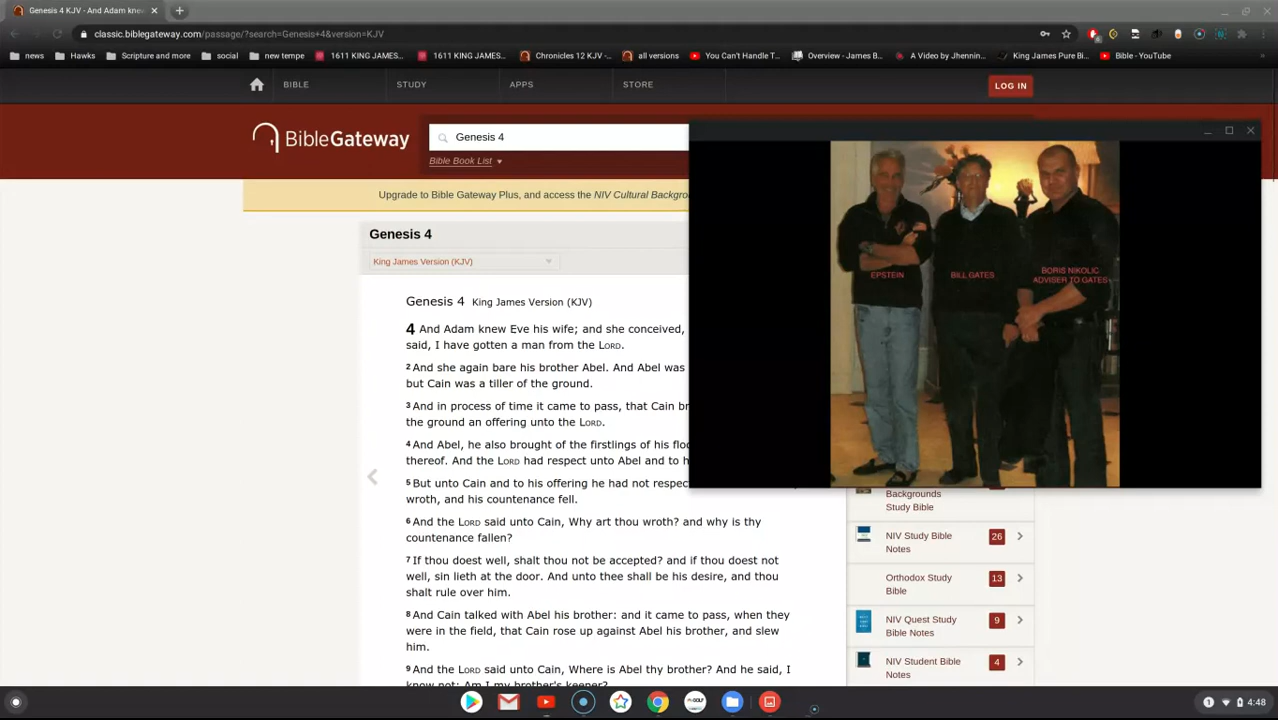 Genesis 4 KJV - And Adam knew
classic.biblegateway.com/passage/?search=Genesis+4&version=KJV
news Hawks Scripture and more social new tempe 1611 KING JAMES... 1611 KING JAMES... Chronicles 12 KJV -... all versions You Can't Handle T... Overview - James B... A Video by Jhennin... King James Pure Bi... Bible - YouTube
BIBLE STUDY APPS STORE LOG IN
BibleGateway
Genesis 4
Bible Book List
Upgrade to Bible Gateway Plus, and access the NIV Cultural
Genesis 4
King James Version (KJV)
Genesis 4 King James Version (KJV)
4 And Adam knew Eve his wife; and she conceived,
said, I have gotten a man from the LORD.
2 And she again bare his brother Abel. And Abel was
but Cain was a tiller of the ground.
3 And in process of time it came to pass, that Cain
the ground an offering unto the LORD.
4 And Abel, he also brought of the firstlings of his
thereof. And the LORD had respect unto Abel and to
5 But unto Cain and to his offering he had not
wroth, and his countenance fell.
6 And the LORD said unto Cain, Why art thou wroth? and why is thy
countenance fallen?
7 If thou doest well, shalt thou not be accepted? and if thou doest not
well, sin lieth at the door. And unto thee shall be his desire, and thou
shalt rule over him.
8 And Cain talked with Abel his brother: and it came to pass, when they
were in the field, that Cain rose up against Abel his brother, and slew
him.
9 And the LORD said unto Cain, Where is Abel thy brother? And he said, I
know not: Am I my brother's keeper?
EPSTEIN
BILL GATES
BORIS NIKOLIC
ADVISER TO GATES
Backgrounds
Study Bible
NIV Study Bible
Notes
26
Orthodox Study
Bible
13
NIV Quest Study
Bible Notes
9
NIV Student Bible
Notes
4
1 4:48